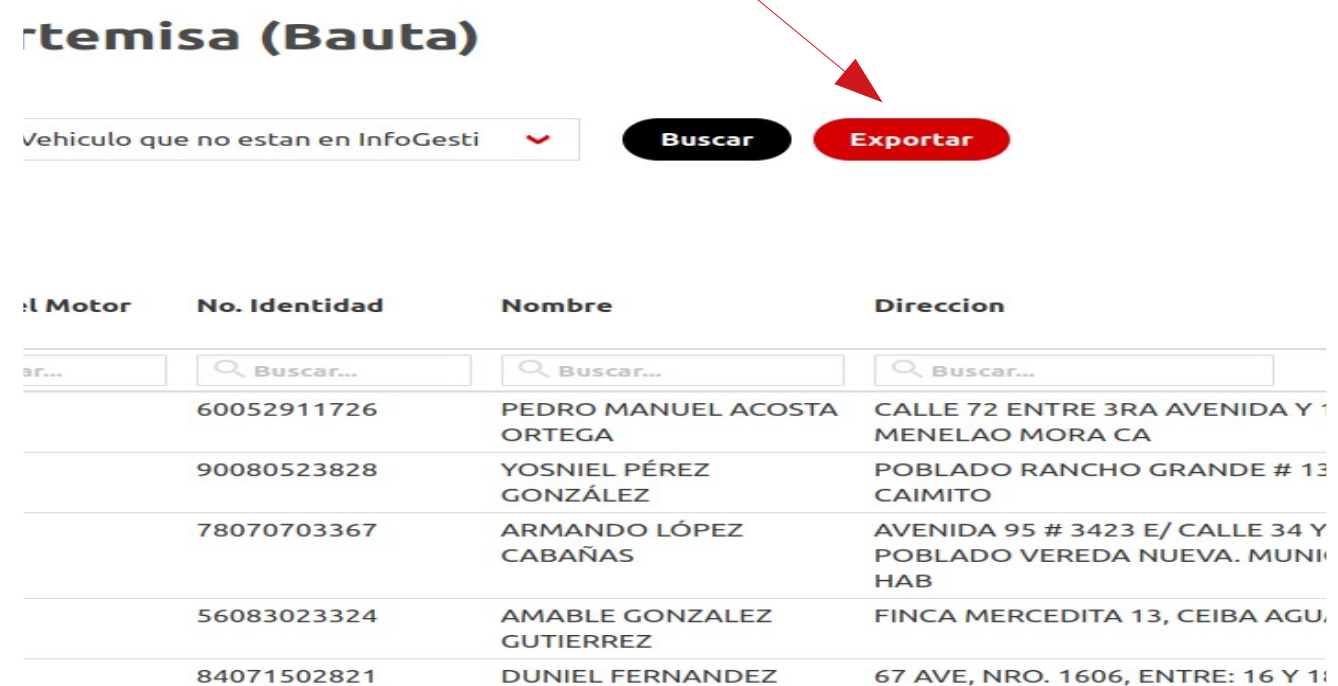 rtemisa (Bauta)
Vehiculo que no estan en InfoGesti Buscar Exportar
el Motor No. Identidad Nombre Direccion
ar... Buscar... Buscar... Buscar...
60052911726 PEDRO MANUEL ACOSTA CALLE 72 ENTRE 3RA AVENIDA Y 1
ORTEGA MENELAO MORA CA
90080523828 YOSNIEL PÉREZ POBLADO RANCHO GRANDE # 13
GONZÁLEZ CAIMITO
78070703367 ARMANDO LÓPEZ AVENIDA 95 # 3423 E/ CALLE 34 Y
CABAÑAS POBLADO VEREDA NUEVA. MUNI
HAB
56083023324 AMABLE GONZALEZ FINCA MERCEDITA 13, CEIBA AGUA
GUTIERREZ
84071502821 DUNIEL FERNANDEZ 67 AVE, NRO. 1606, ENTRE: 16 Y 18